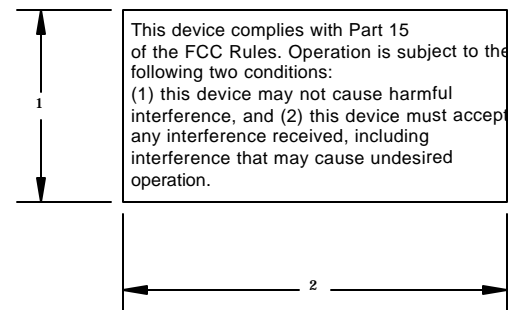 This device complies with Part 15
of the FCC Rules. Operation is subject to the
following two conditions:
(1) this device may not cause harmful
1
interference, and (2) this device must accept
any interference received, including
interference that may cause undesired
operation.
2